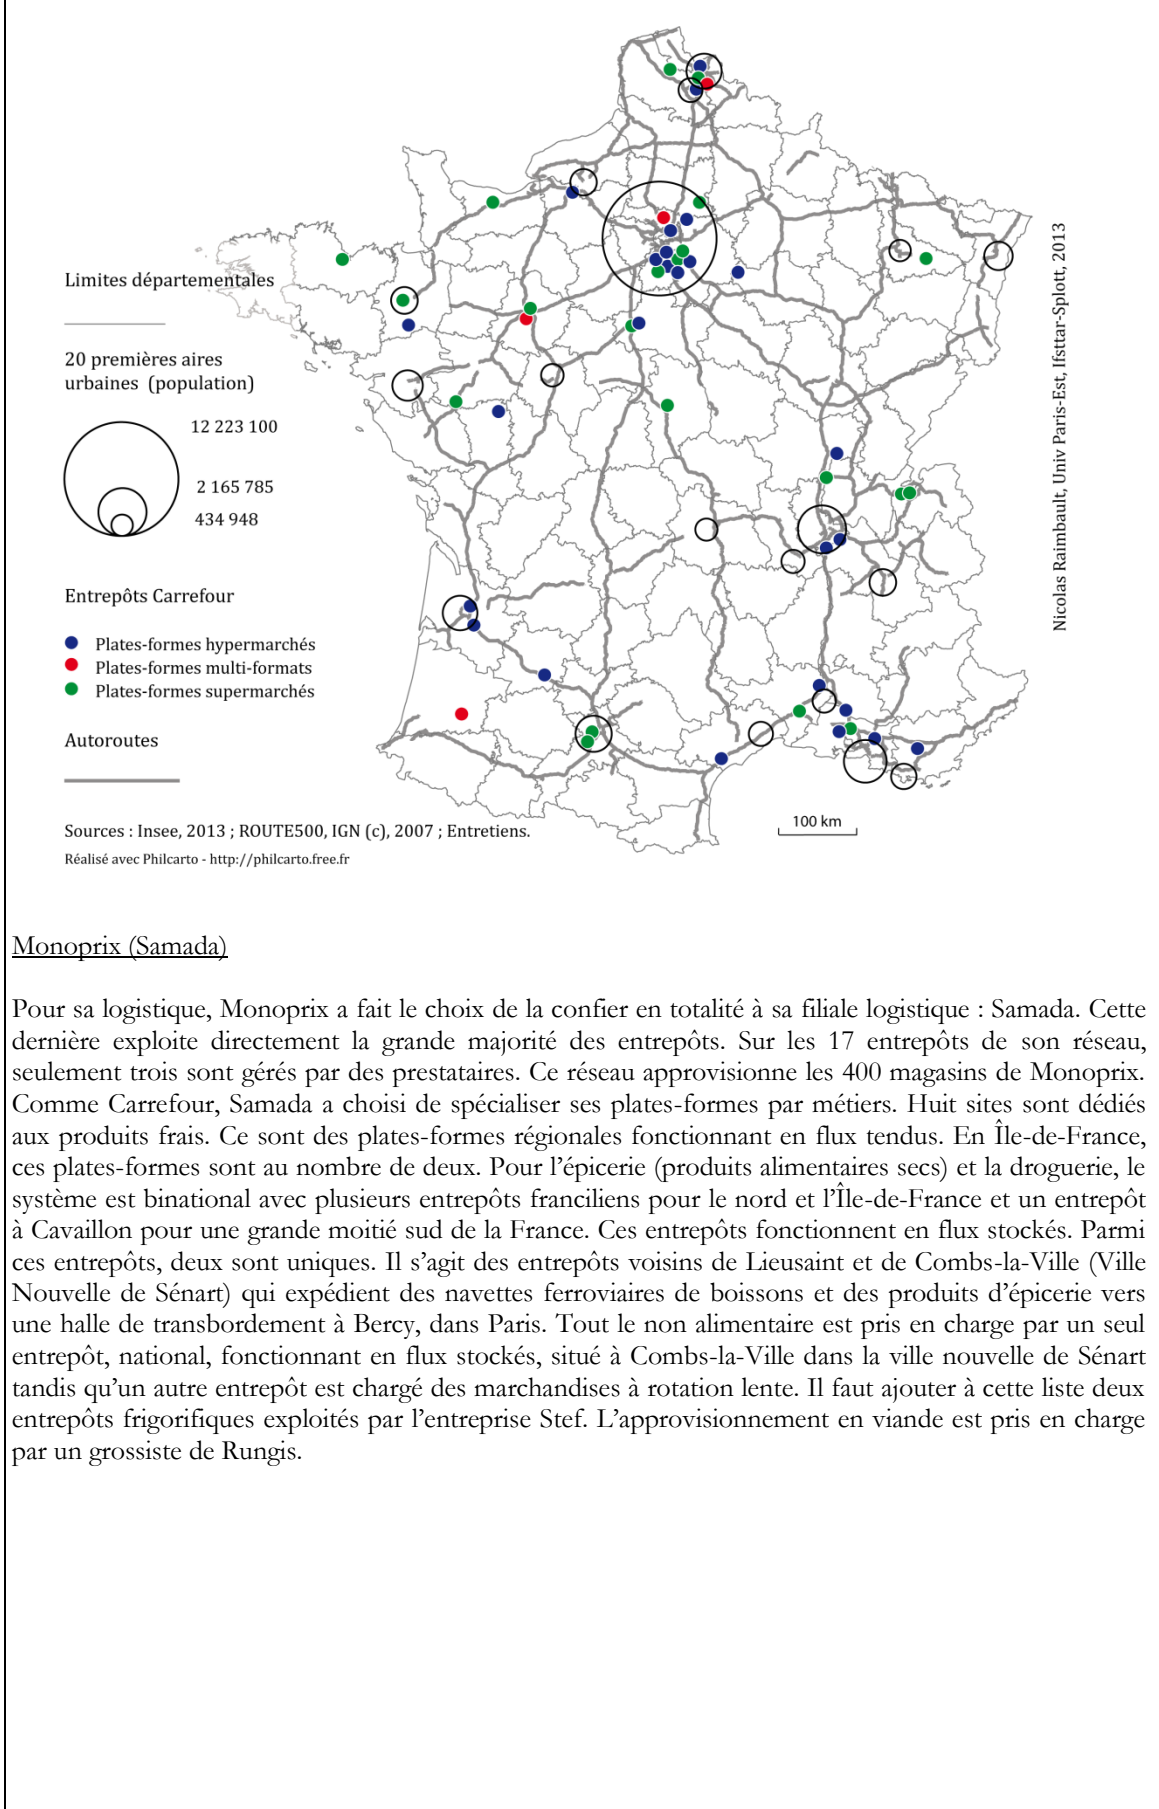 Limites départementales
20 premières aires
urbaines (population)
12 223 100
2 165 785
434 948
Entrepôts Carrefour
Plates-formes hypermarchés
Plates-formes multi-formats
Plates-formes supermarchés
Autoroutes
100 km
Sources : Insee, 2013 ; ROUTE500, IGN (c), 2007 ; Entretiens.
Réalisé avec Philcarto - http://philcarto.free.fr
Nicolas Raimbault, Univ Paris-Est, Ifsttar-Splott, 2013
Monoprix (Samada)
Pour sa logistique, Monoprix a fait le choix de la confier en totalité à sa filiale logistique : Samada. Cette
dernière exploite directement la grande majorité des entrepôts. Sur les 17 entrepôts de son réseau,
seulement trois sont gérés par des prestataires. Ce réseau approvisionne les 400 magasins de Monoprix.
Comme Carrefour, Samada a choisi de spécialiser ses plates-formes par métiers. Huit sites sont dédiés
aux produits frais. Ce sont des plates-formes régionales fonctionnant en flux tendus. En Île-de-France,
ces plates-formes sont au nombre de deux. Pour l'épicerie (produits alimentaires secs) et la droguerie, le
système est binational avec plusieurs entrepôts franciliens pour le nord et l'Île-de-France et un entrepôt
à Cavaillon pour une grande moitié sud de la France. Ces entrepôts fonctionnent en flux stockés. Parmi
ces entrepôts, deux sont uniques. Il s'agit des entrepôts voisins de Lieusaint et de Combs-la-Ville (Ville
Nouvelle de Sénart) qui expédient des navettes ferroviaires de boissons et des produits d'épicerie vers
une halle de transbordement à Bercy, dans Paris. Tout le non alimentaire est pris en charge par un seul
entrepôt, national, fonctionnant en flux stockés, situé à Combs-la-Ville dans la ville nouvelle de Sénart
tandis qu'un autre entrepôt est chargé des marchandises à rotation lente. Il faut ajouter à cette liste deux
entrepôts frigorifiques exploités par l'entreprise Stef. L'approvisionnement en viande est pris en charge
par un grossiste de Rungis.